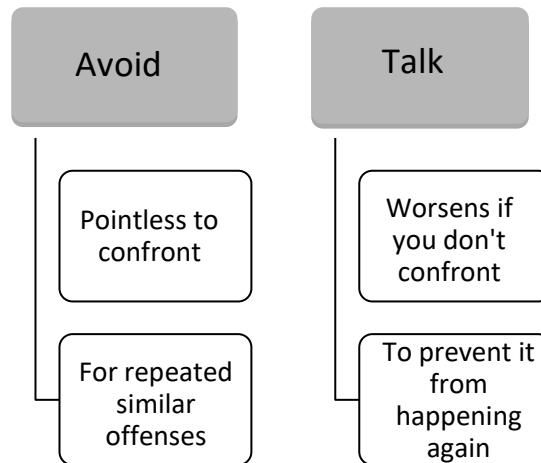 Avoid
Pointless to
confront
For repeated
similar
offenses
Talk
Worsens if
you don't
confront
To prevent it
from
happening
again